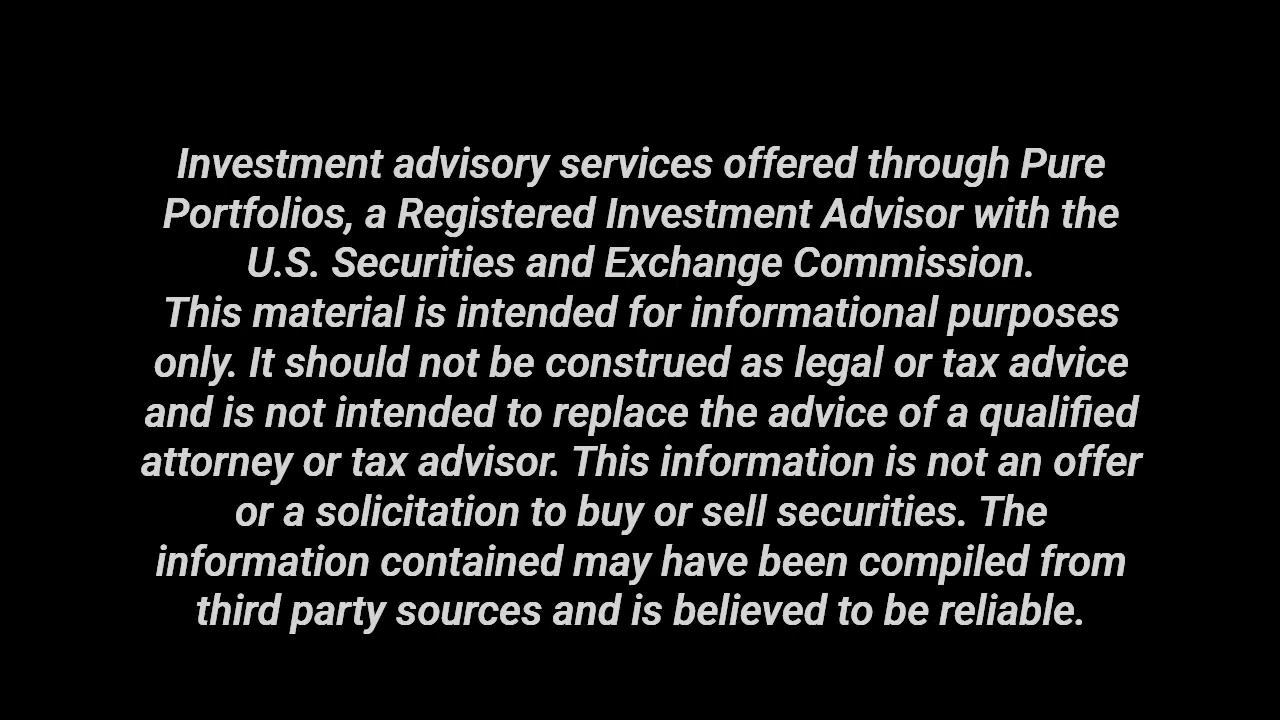 Investment advisory services offered through Pure
Portfolios, a Registered Investment Advisor with the
U.S. Securities and Exchange Commission.
This material is intended for informational purposes
only. It should not be construed as legal or tax advice
and is not intended to replace the advice of a qualified
attorney or tax advisor. This information is not an offer
or a solicitation to buy or sell securities. The
information contained may have been compiled from
third party sources and is believed to be reliable.